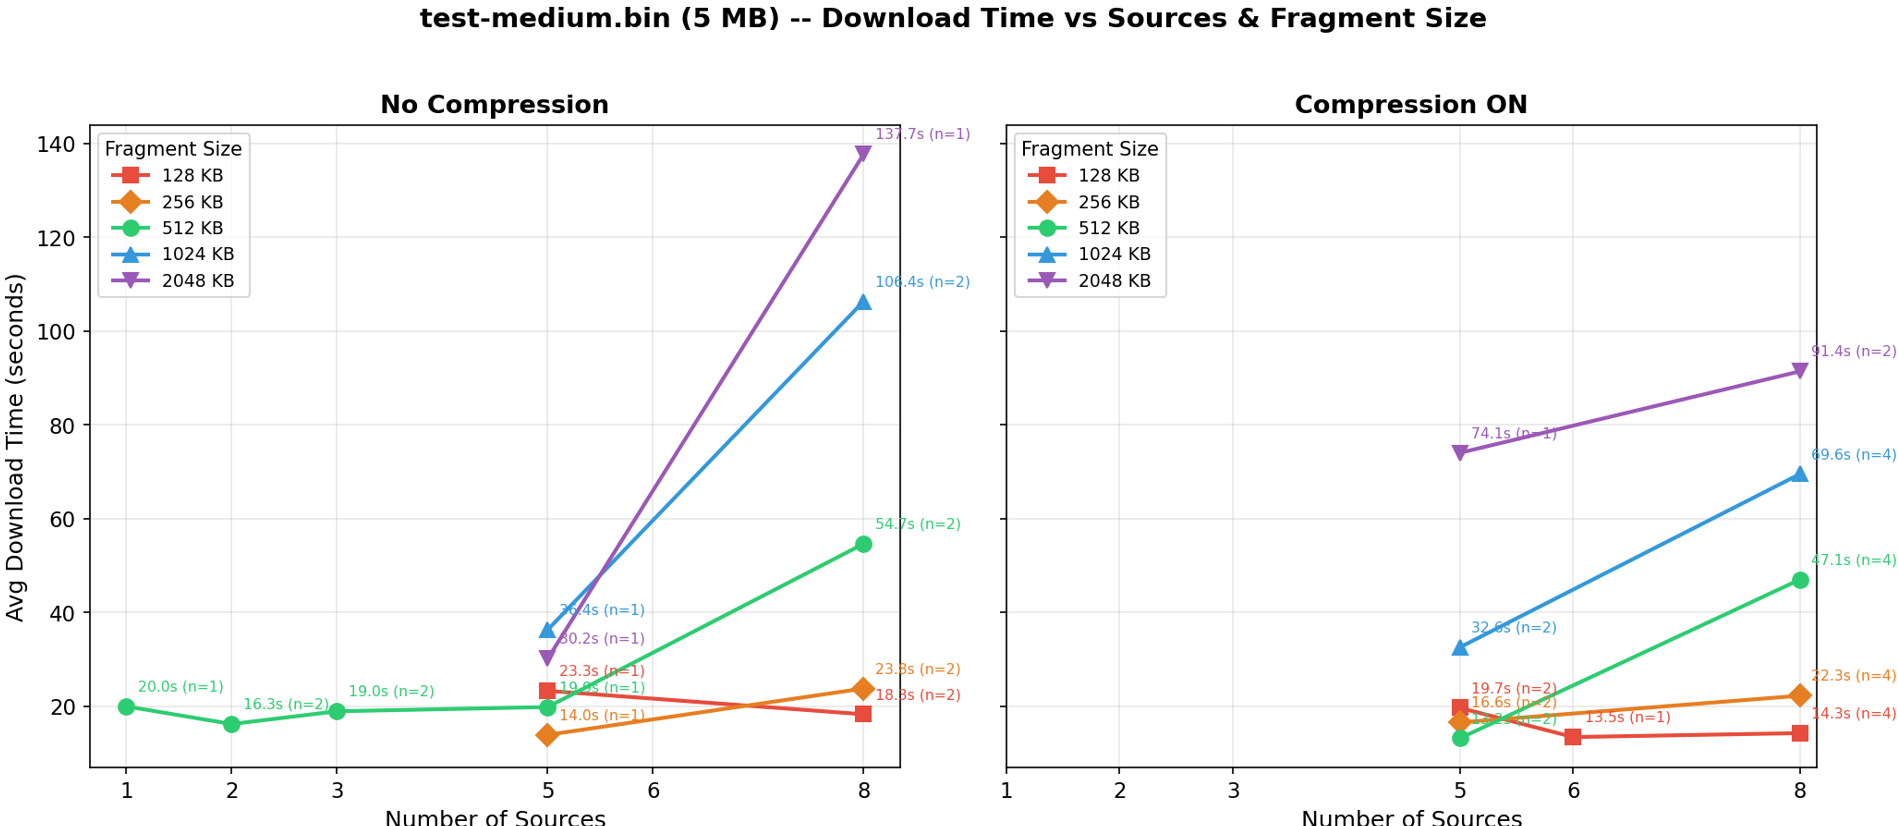 test-medium.bin (5 MB) -- Download Time vs Sources & Fragment Size
No Compression
Avg Download Time (seconds)
140
120
100
80
60
40
20
Fragment Size
128 KB
256 KB
512 KB
1024 KB
2048 KB
137.7s (n=1)
106.4s (n=2)
54.7s (n=2)
36.4s (n=1)
30.2s (n=1)
23.3s (n=1)
23.8s (n=2)
20.0s (n=1)
16.3s (n=2)
19.0s (n=2)
(n=1)
18.3s (n=2)
14.0s (n=1)
1 2 3 5 6 8
Number of Sources
Compression ON
Fragment Size
128 KB
256 KB
512 KB
1024 KB
2048 KB
91.4s (n=2)
74.1s (n=1)
69.6s (n=4)
47.1s (n=4)
32.6s (n=2)
19.7s (n=2)
22.3s (n=4)
16.6s (n=2)
(n=2)
13.5s (n=1)
14.3s (n=4)
1 2 3 5 6 8
Number of Sources